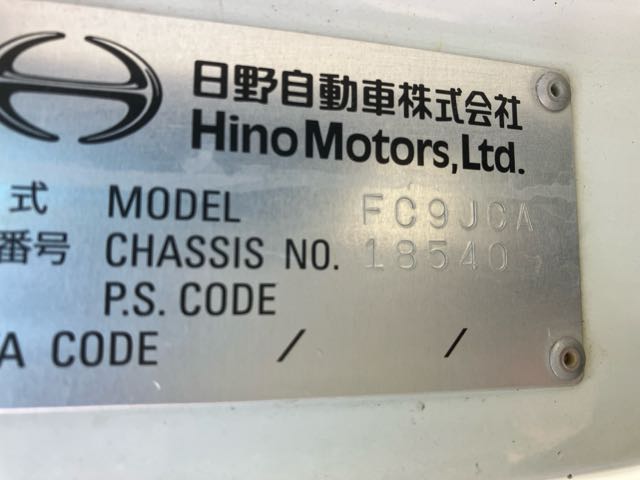 日野自動車株式会社
Hino Motors, Ltd.
式 MODEL FC9JCA
番号 CHASSIS NO. 18540
P.S. CODE
A CODE / /